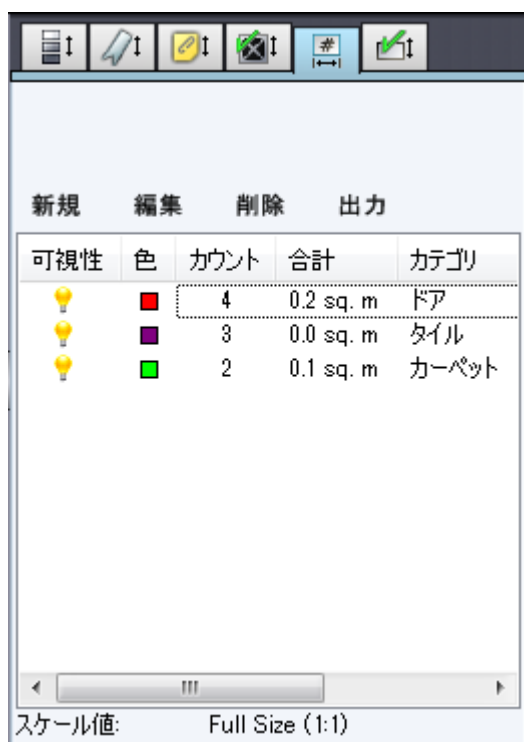 #
新規 編集 削除 出力
可視性 色 カウント 合計 カテゴリ
4 0.2 sq. m ドア
3 0.0 sq. m タイル
2 0.1 sq. m カーペット
スケール値: Full Size (1:1)